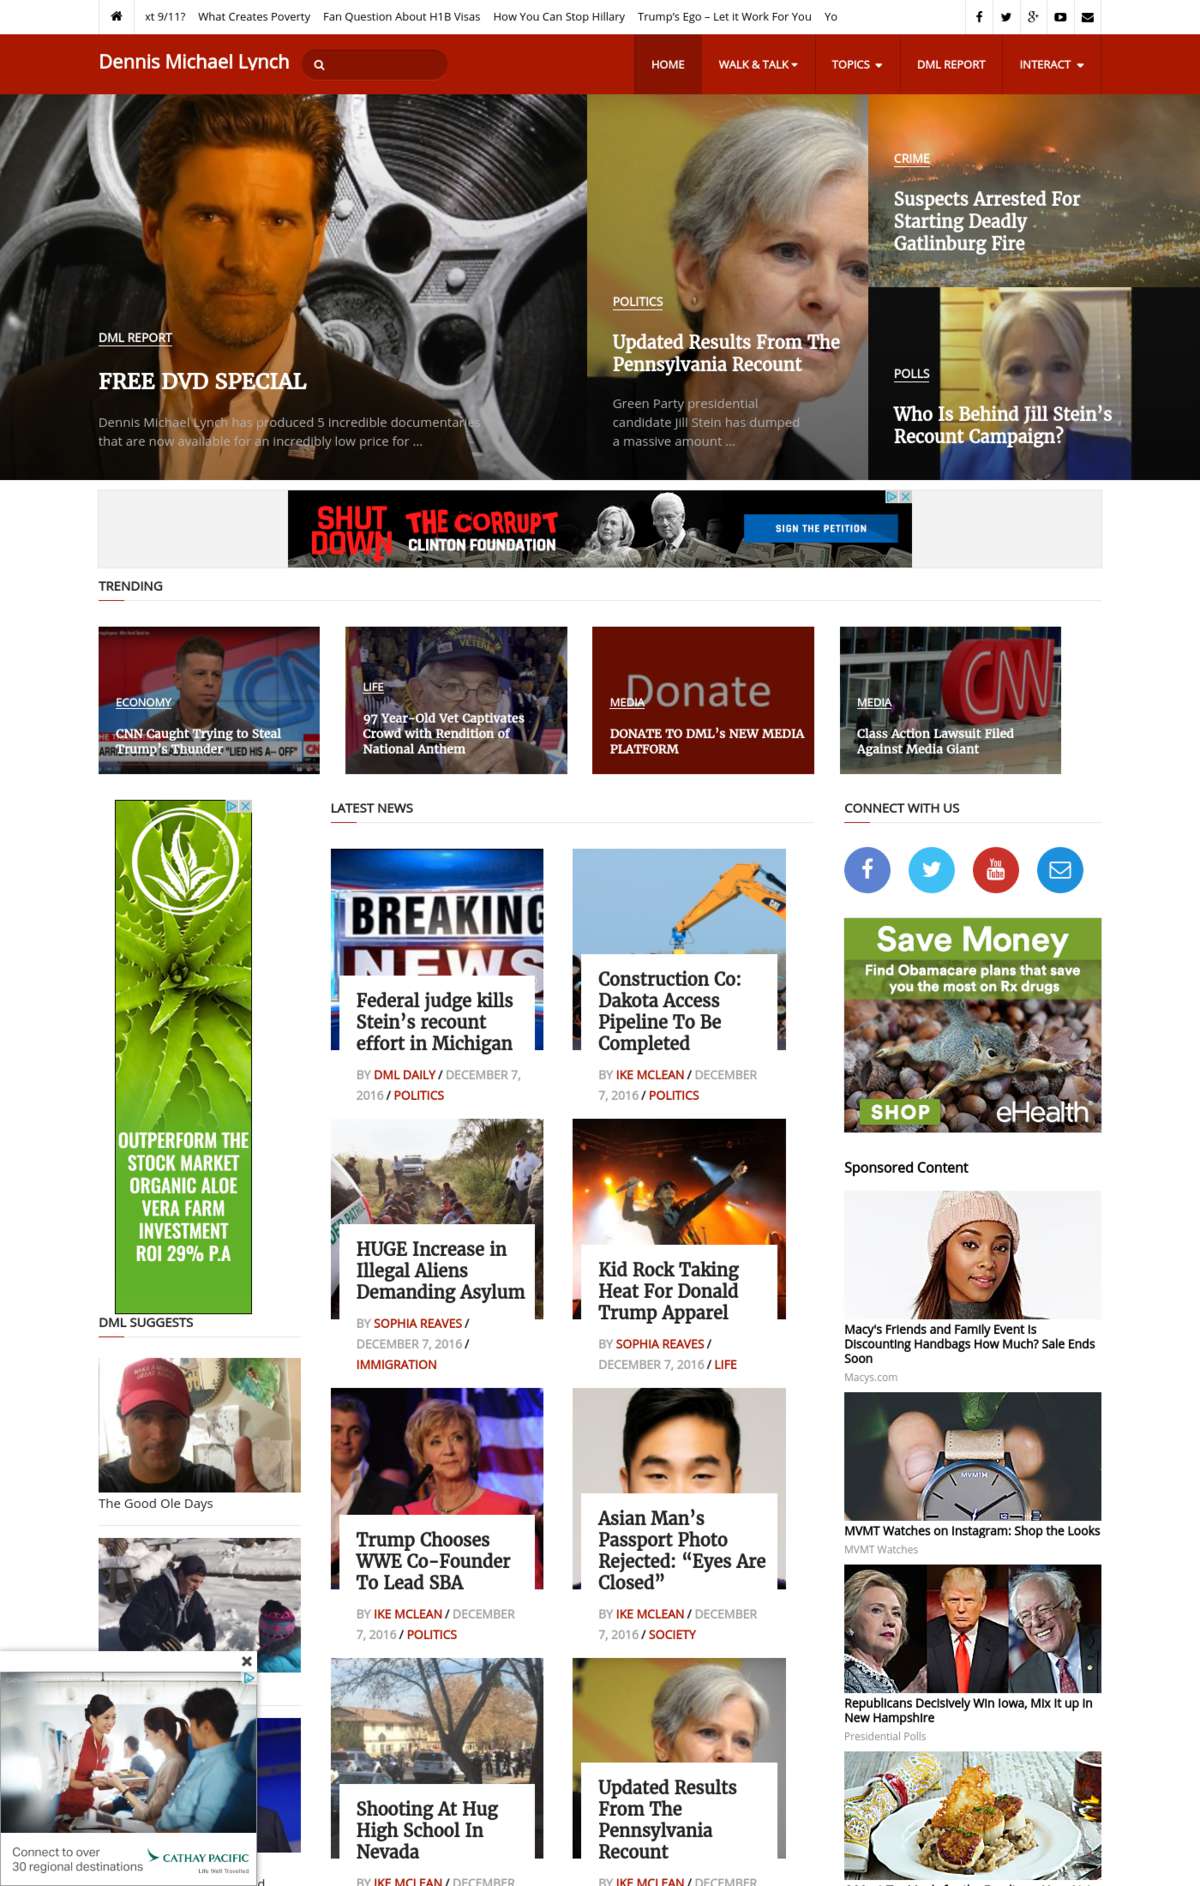 xt 9/11? What Creates Poverty Fan Question About H1B Visas How You Can Stop Hillary Trump's Ego – Let it Work For You Yo
Dennis Michael Lynch
HOME WALK & TALK TOPICS DML REPORT INTERACT
DML REPORT
FREE DVD SPECIAL
Dennis Michael Lynch has produced 5 incredible documentaries
that are now available for an incredibly low price for ...
POLITICS
Updated Results From The
Pennsylvania Recount
Green Party presidential
candidate Jill Stein has dumped
a massive amount ...
CRIME
Suspects Arrested For
Starting Deadly
Gatlinburg Fire
POLLS
Who Is Behind Jill Stein's
Recount Campaign?
SHUT
DOWN
THE CORRUPT
CLINTON FOUNDATION
SIGN THE PETITION
TRENDING
ECONOMY
CNN Caught Trying to Steal
Trump's Thunder
"LIED HIS A-- OFF"
LIFE
97 Year-Old Vet Captivates
Crowd with Rendition of
National Anthem
VETERAN
Donate
MEDIA
DONATE TO DML's NEW MEDIA
PLATFORM
CNN
MEDIA
Class Action Lawsuit Filed
Against Media Giant
OUTPERFORM THE
STOCK MARKET
ORGANIC ALOE
VERA FARM
INVESTMENT
ROI 29% P.A
DML SUGGESTS
The Good Ole Days
Connect to over
30 regional destinations
CATHAY PACIFIC
Life Well Travelled
d
LATEST NEWS
BREAKING
NEWS
Federal judge kills
Stein's recount
effort in Michigan
BY DML DAILY / DECEMBER 7,
2016 / POLITICS
CAT
Construction Co:
Dakota Access
Pipeline To Be
Completed
BY IKE MCLEAN / DECEMBER
7, 2016 / POLITICS
HUGE Increase in
Illegal Aliens
Demanding Asylum
BY SOPHIA REAVES /
DECEMBER 7, 2016 /
IMMIGRATION
Kid Rock Taking
Heat For Donald
Trump Apparel
BY SOPHIA REAVES /
DECEMBER 7, 2016 / LIFE
Trump Chooses
WWE Co-Founder
To Lead SBA
BY IKE MCLEAN / DECEMBER
7, 2016 / POLITICS
Asian Man's
Passport Photo
Rejected: "Eyes Are
Closed"
BY IKE MCLEAN / DECEMBER
7, 2016 / SOCIETY
Shooting At Hug
High School In
Nevada
BY IKE MCLEAN / DECEMBER
Updated Results
From The
Pennsylvania
Recount
BY IKE MCLEAN / DECEMBER
CONNECT WITH US
You
Tube
Save Money
Find Obamacare plans that save
you the most on Rx drugs
SHOP
eHealth
Sponsored Content
Macy's Friends and Family Event Is
Discounting Handbags How Much? Sale Ends
Soon
Macys.com
MVMT
MVMT Watches on Instagram: Shop the Looks
MVMT Watches
Republicans Decisively Win Iowa, Mix it up in
New Hampshire
Presidential Polls